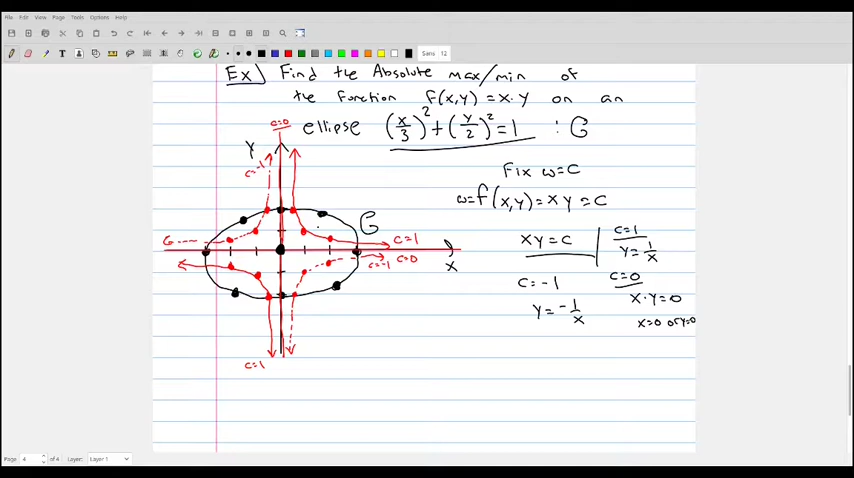 File Edit View Page Tools Options Help
Sans 12
Ex) Find the Absolute max/min of
the function f(x,y) = x·y on an
ellipse (x/3)² + (y/2)² = 1 : G
c=0
Y
c=-1
Fix w=C
w=f(x,y)=xy=C
G
c=1
c=-1
c=0
x
xy=C
c=1
y=1/x
c=-1
y=-1/x
c=0
x·y=0
x=0 or y=0
c=1
Page 4 of 4 Layer 1 Layer 1